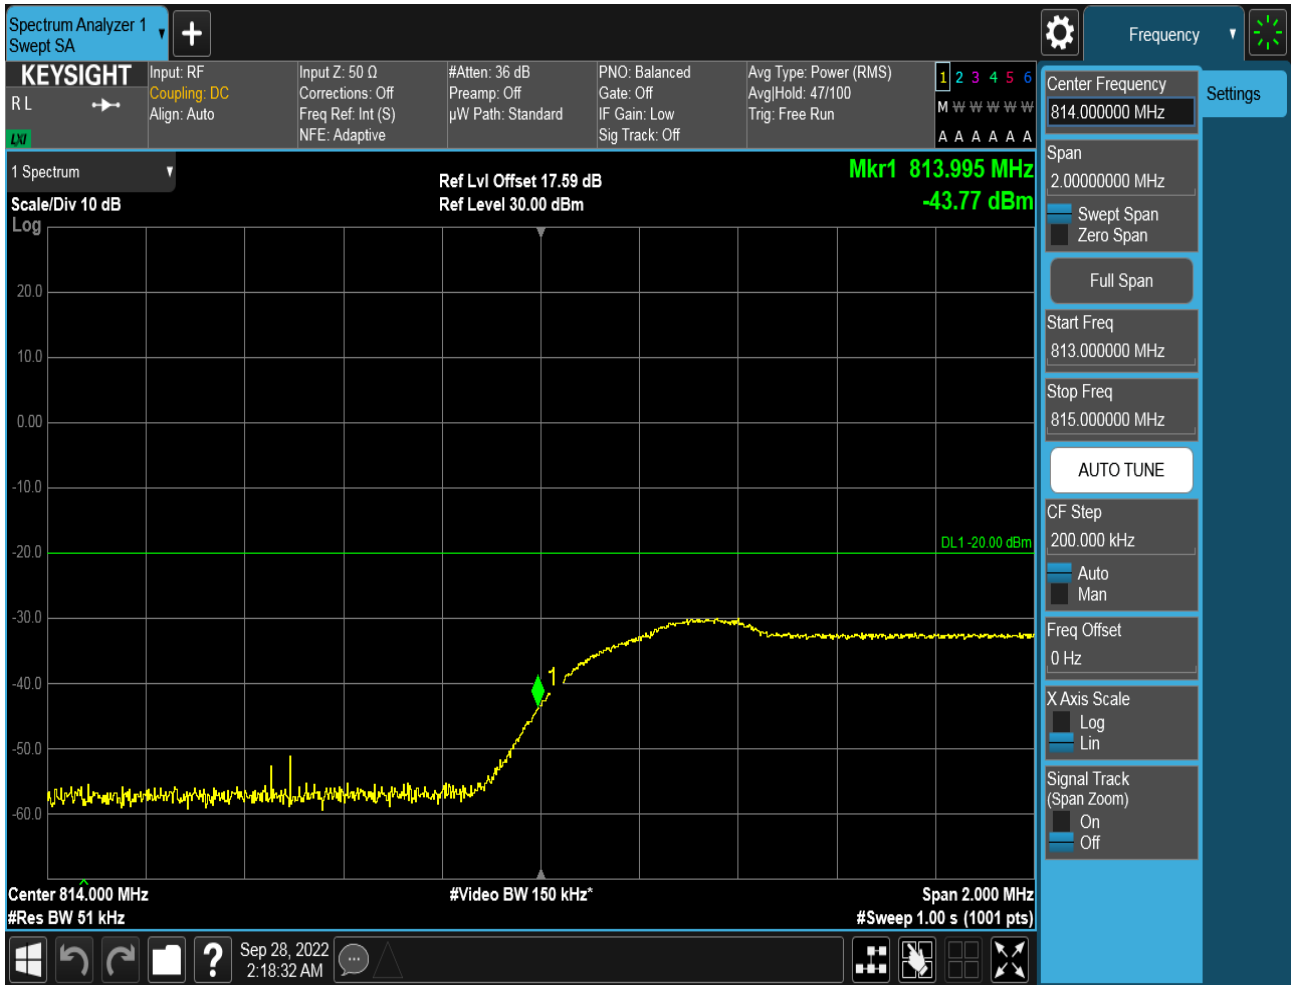 Spectrum Analyzer 1
Swept SA
Frequency
KEYSIGHT
R L
LXI
Input: RF
Coupling: DC
Align: Auto
Input Z: 50 Ω
Corrections: Off
Freq Ref: Int (S)
NFE: Adaptive
#Atten: 36 dB
Preamp: Off
µW Path: Standard
PNO: Balanced
Gate: Off
IF Gain: Low
Sig Track: Off
Avg Type: Power (RMS)
Avg|Hold: 47/100
Trig: Free Run
1 2 3 4 5 6
M W W W W W
A A A A A A
1 Spectrum
Scale/Div 10 dB
Log
Ref Lvl Offset 17.59 dB
Ref Level 30.00 dBm
Mkr1 813.995 MHz
-43.77 dBm
20.0
10.0
0.00
-10.0
-20.0
-30.0
-40.0
-50.0
-60.0
DL1 -20.00 dBm
1
Center 814.000 MHz
#Res BW 51 kHz
#Video BW 150 kHz*
Span 2.000 MHz
#Sweep 1.00 s (1001 pts)
Center Frequency
814.000000 MHz
Settings
Span
2.00000000 MHz
Swept Span
Zero Span
Full Span
Start Freq
813.000000 MHz
Stop Freq
815.000000 MHz
AUTO TUNE
CF Step
200.000 kHz
Auto
Man
Freq Offset
0 Hz
X Axis Scale
Log
Lin
Signal Track
(Span Zoom)
On
Off
?
Sep 28, 2022
2:18:32 AM